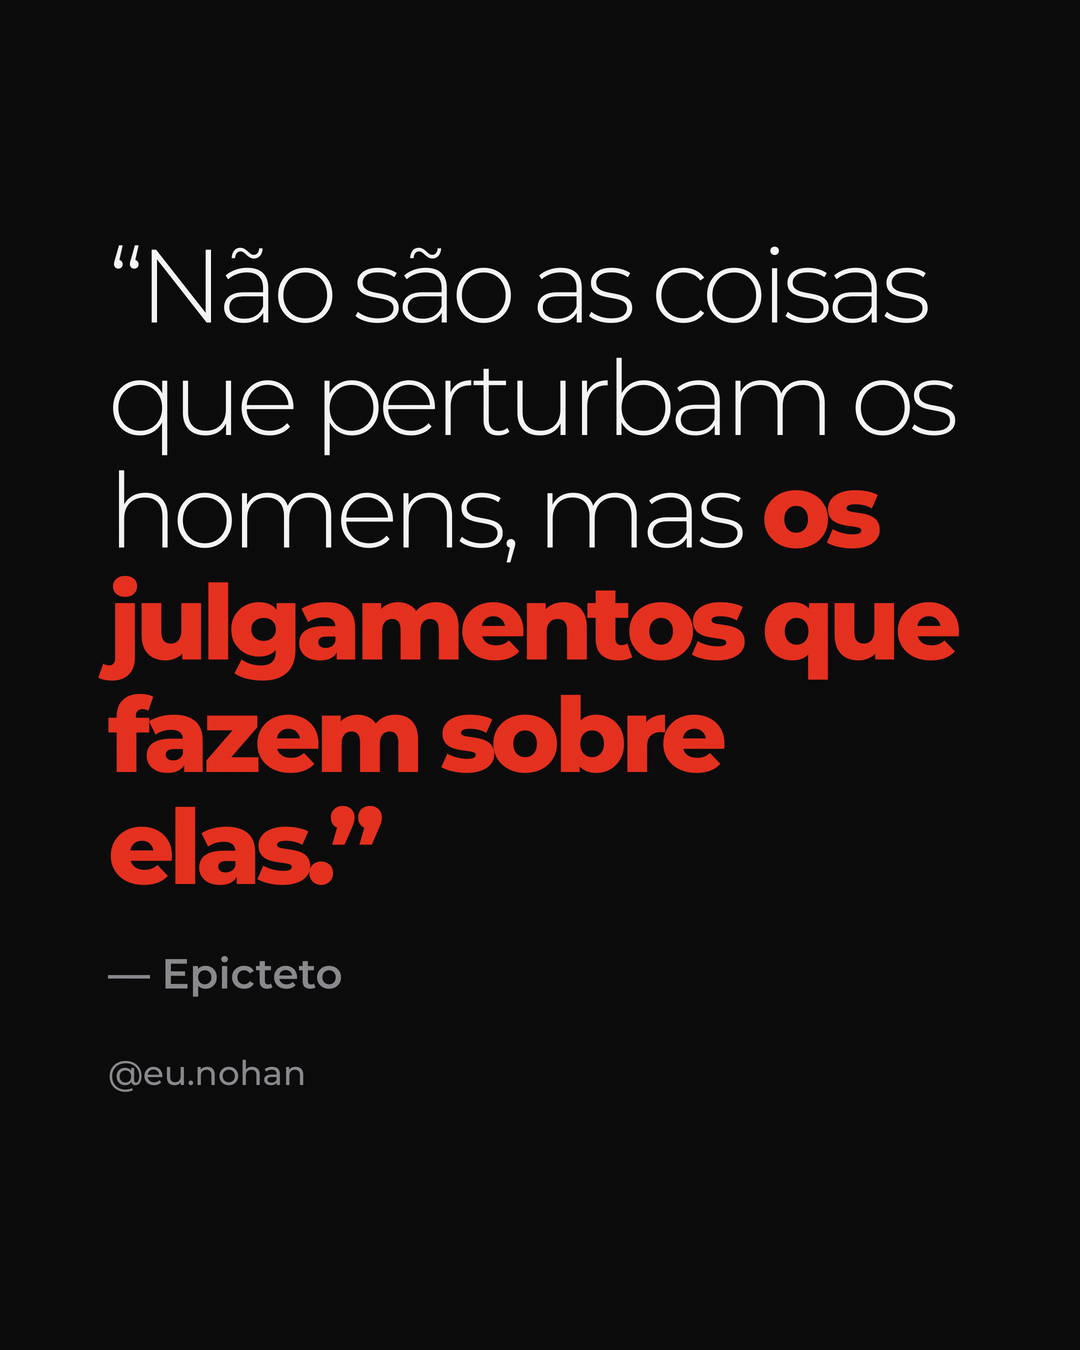 “Não são as coisas
que perturbam os
homens, mas os
julgamentos que
fazem sobre
elas.”
— Epicteto
@eu.nohan